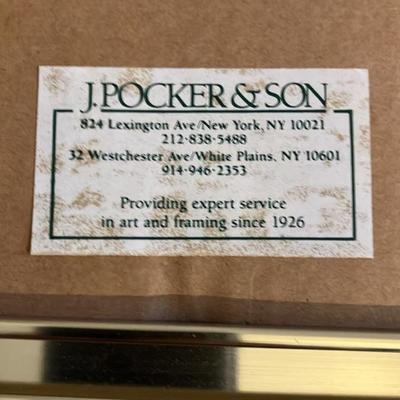 J. POCKER & SON
824 Lexington Ave/New York, NY 10021
212·838·5488
32 Westchester Ave/White Plains, NY 10601
914·946·2353
Providing expert service
in art and framing since 1926